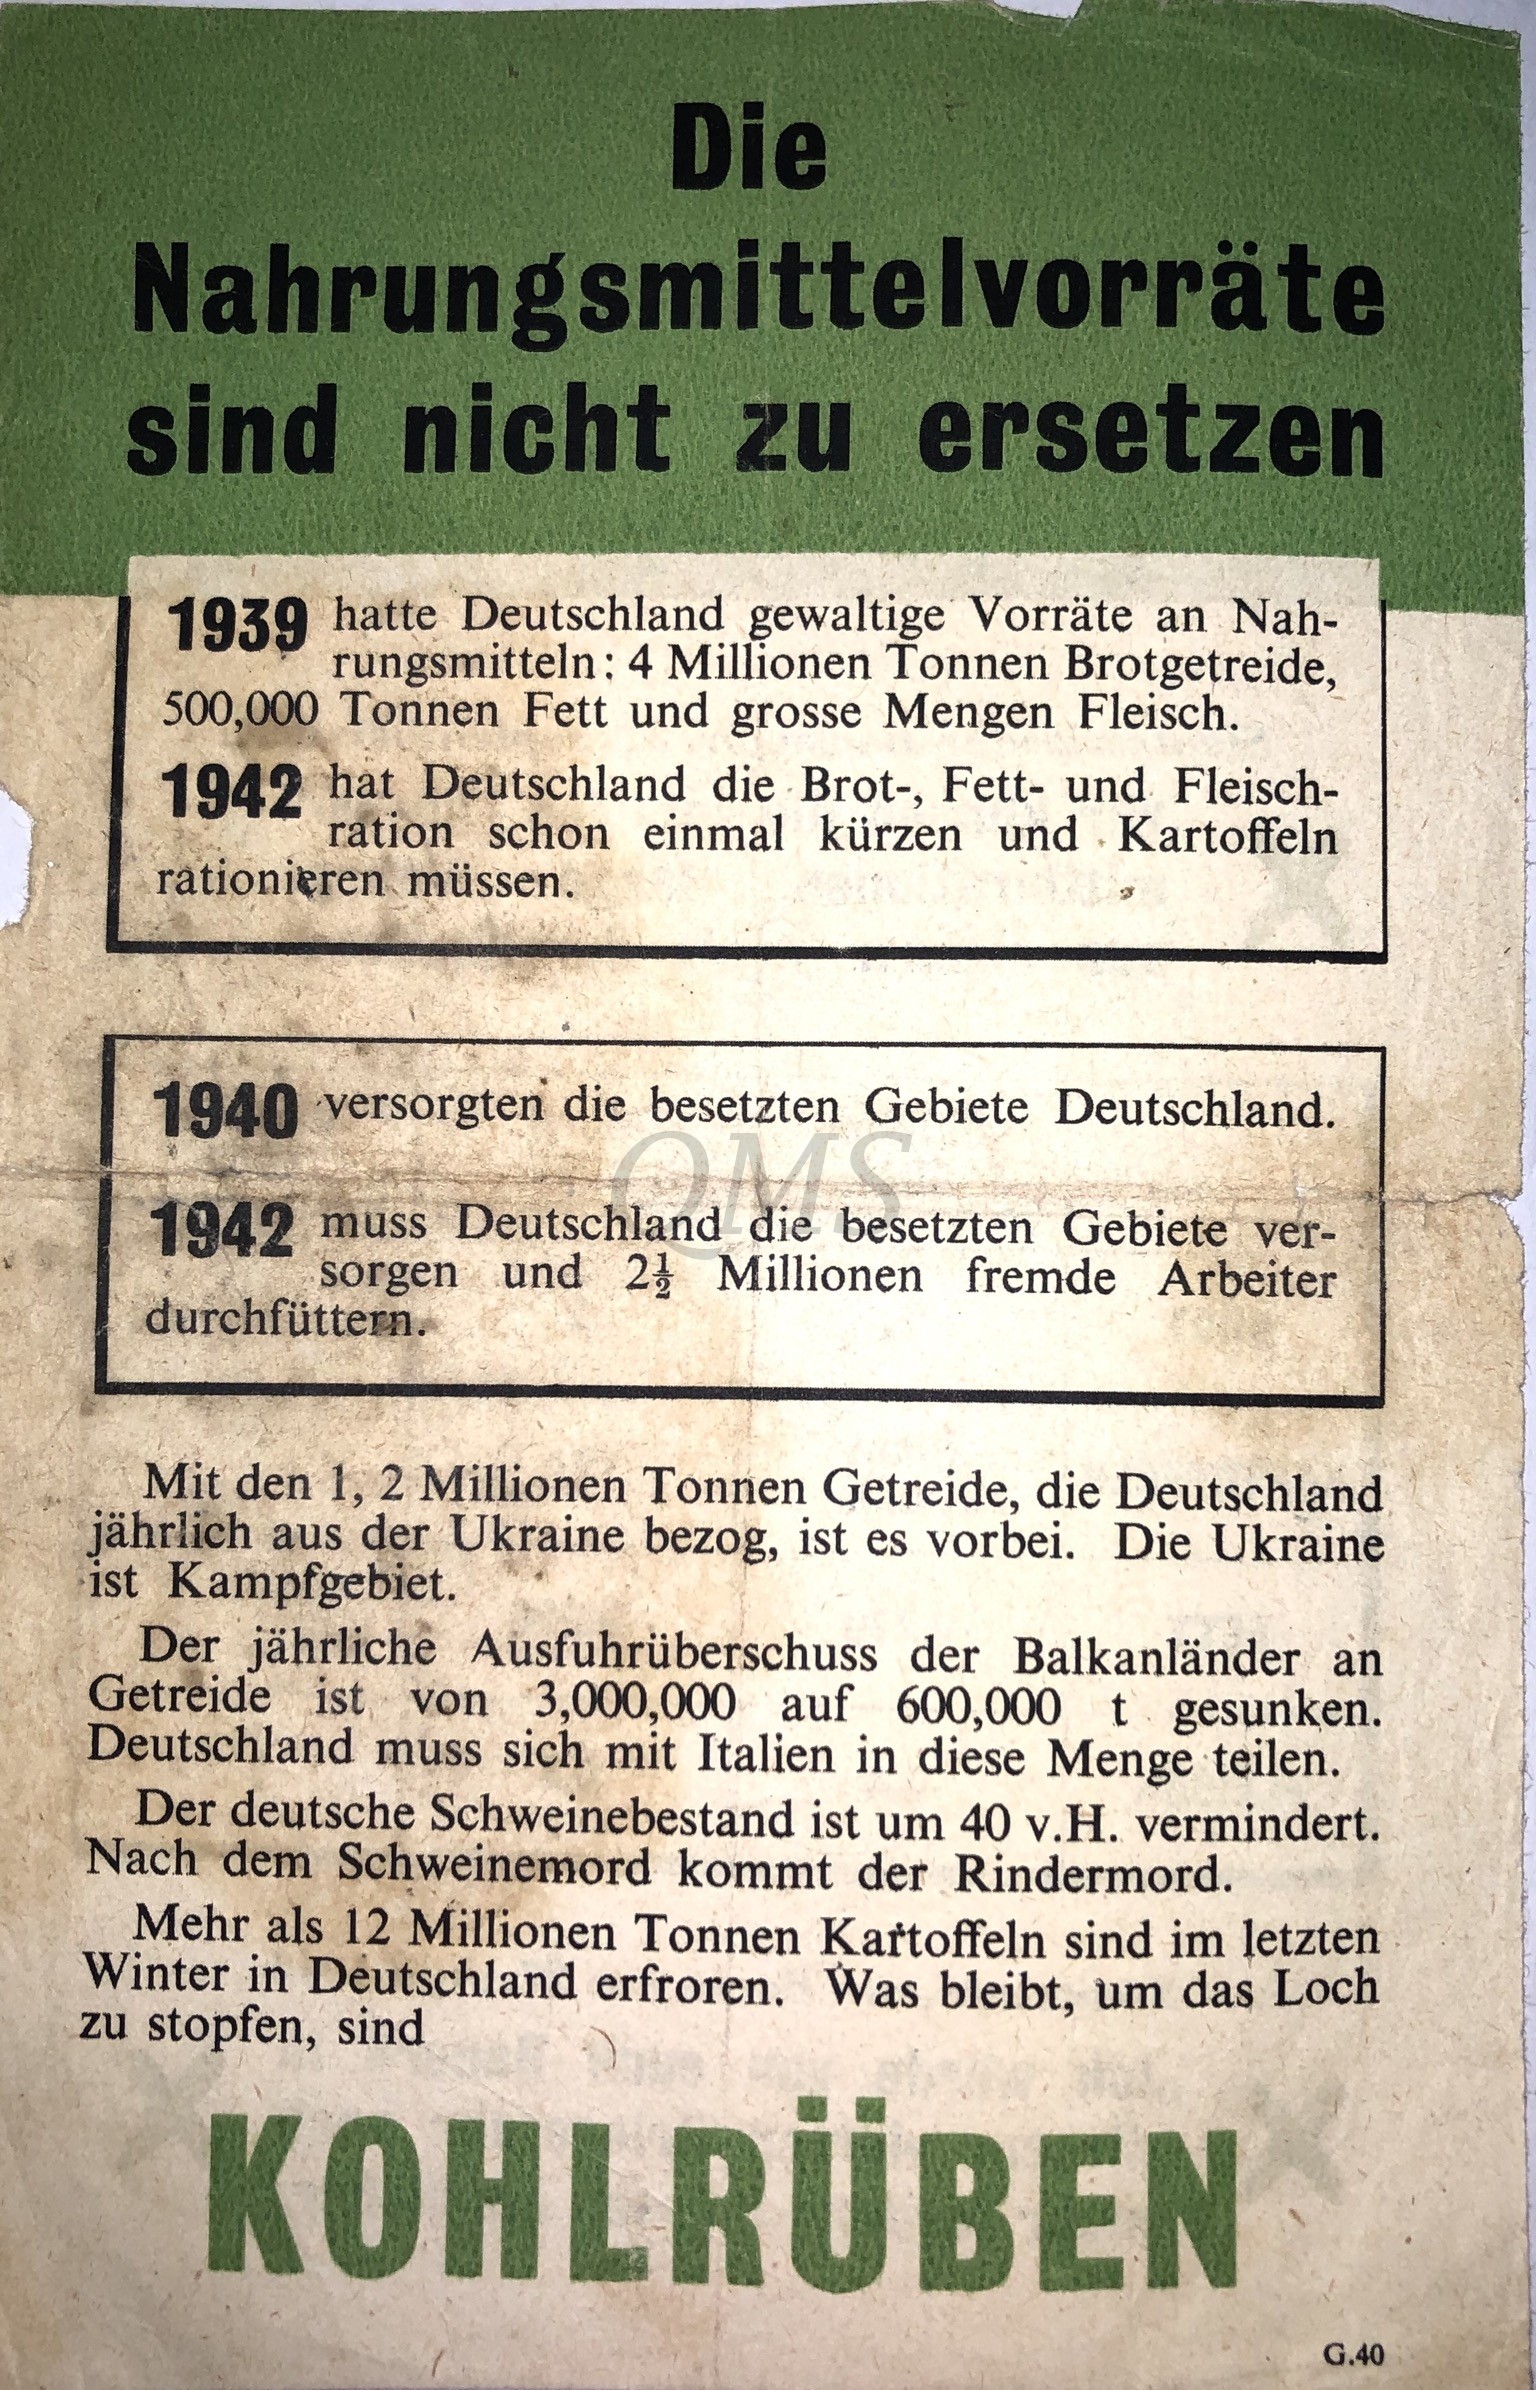 Die
Nahrungsmittelvorräte
sind nicht zu ersetzen
1939 hatte Deutschland gewaltige Vorräte an Nah-
rungsmitteln: 4 Millionen Tonnen Brotgetreide,
500,000 Tonnen Fett und grosse Mengen Fleisch.
1942 hat Deutschland die Brot-, Fett- und Fleisch-
ration schon einmal kürzen und Kartoffeln
rationieren müssen.
1940 versorgten die besetzten Gebiete Deutschland.
QMS
1942 muss Deutschland die besetzten Gebiete ver-
sorgen und 2½ Millionen fremde Arbeiter
durchfüttern.
Mit den 1, 2 Millionen Tonnen Getreide, die Deutschland
jährlich aus der Ukraine bezog, ist es vorbei. Die Ukraine
ist Kampfgebiet.
Der jährliche Ausfuhrüberschuss der Balkanländer an
Getreide ist von 3,000,000 auf 600,000 t gesunken.
Deutschland muss sich mit Italien in diese Menge teilen.
Der deutsche Schweinebestand ist um 40 v.H. vermindert.
Nach dem Schweinemord kommt der Rindermord.
Mehr als 12 Millionen Tonnen Kartoffeln sind im letzten
Winter in Deutschland erfroren. Was bleibt, um das Loch
zu stopfen, sind
KOHLRÜBEN
G.40